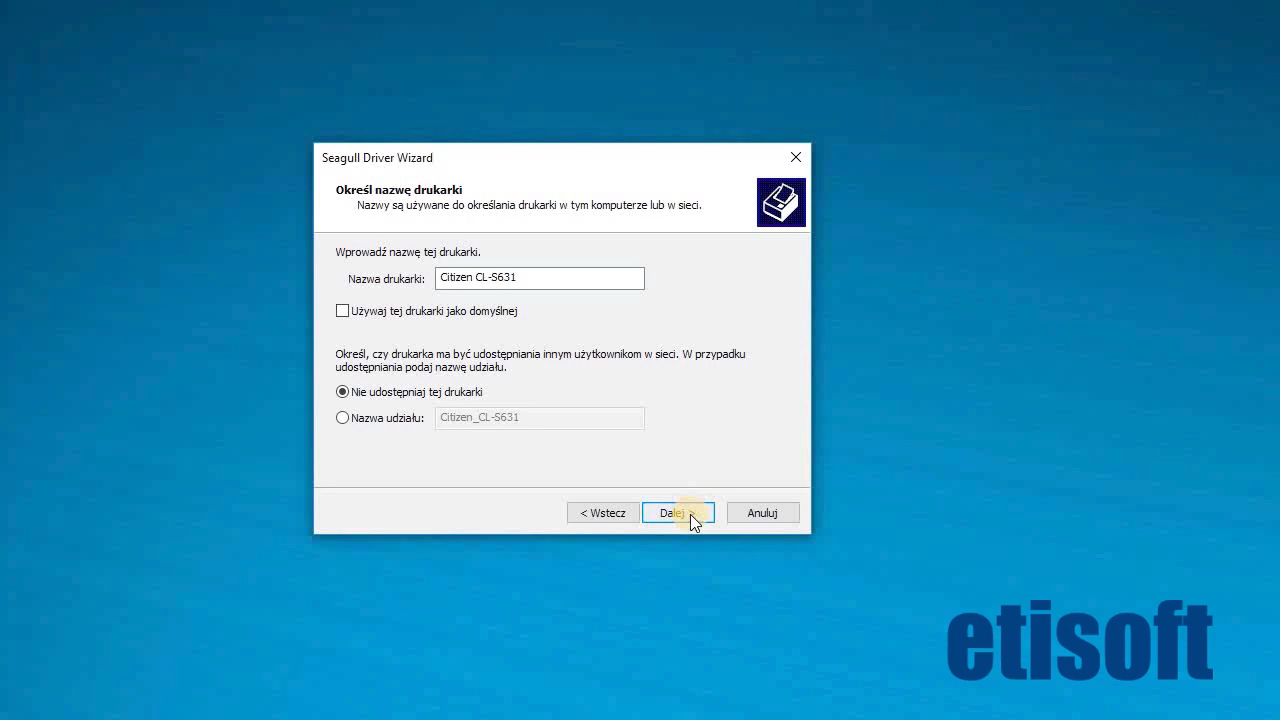 Seagull Driver Wizard
Określ nazwę drukarki
Nazwy są używane do określania drukarki w tym komputerze lub w sieci.
Wprowadź nazwę tej drukarki.
Nazwa drukarki: Citizen CL-S631
Używaj tej drukarki jako domyślnej
Określ, czy drukarka ma być udostępniania innym użytkownikom w sieci. W przypadku
udostępniania podaj nazwę udziału.
Nie udostępniaj tej drukarki
Nazwa udziału: Citizen_CL-S631
< Wstecz Dalej > Anuluj
etisoft